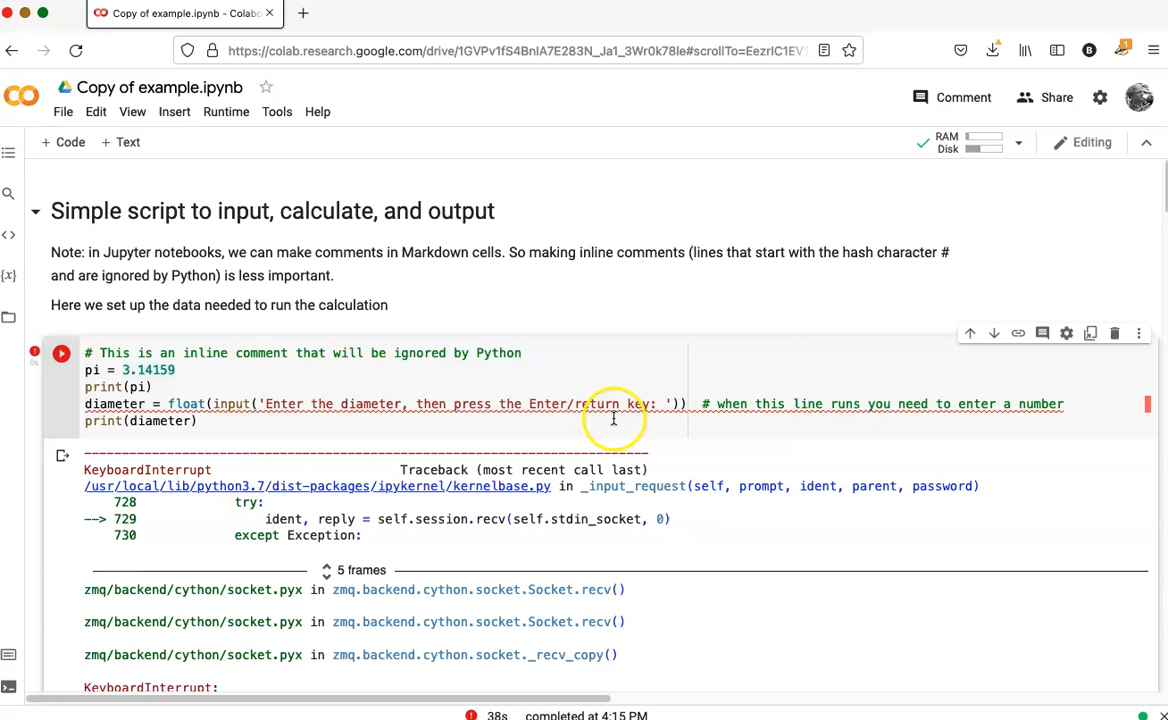 Copy of example.ipynb - Colabo
https://colab.research.google.com/drive/1GVPv1fS4BnIA7E283N_Ja1_3Wr0k78le#scrollTo=EezrIC1EV1
1
Copy of example.ipynb
Comment
Share
File Edit View Insert Runtime Tools Help
+ Code + Text
RAM
Disk
Editing
Simple script to input, calculate, and output
Note: in Jupyter notebooks, we can make comments in Markdown cells. So making inline comments (lines that start with the hash character #
and are ignored by Python) is less important.
Here we set up the data needed to run the calculation
# This is an inline comment that will be ignored by Python
pi = 3.14159
print(pi)
diameter = float(input('Enter the diameter, then press the Enter/return key: ')) # when this line runs you need to enter a number
print(diameter)
0s
{x}
---------------------------------------------------------------------------
KeyboardInterrupt Traceback (most recent call last)
/usr/local/lib/python3.7/dist-packages/ipykernel/kernelbase.py in _input_request(self, prompt, ident, parent, password)
728 try:
--> 729 ident, reply = self.session.recv(self.stdin_socket, 0)
730 except Exception:
5 frames
zmq/backend/cython/socket.pyx in zmq.backend.cython.socket.Socket.recv()
zmq/backend/cython/socket.pyx in zmq.backend.cython.socket.Socket.recv()
zmq/backend/cython/socket.pyx in zmq.backend.cython.socket._recv_copy()
KeyboardInterrupt:
38s completed at 4:15 PM